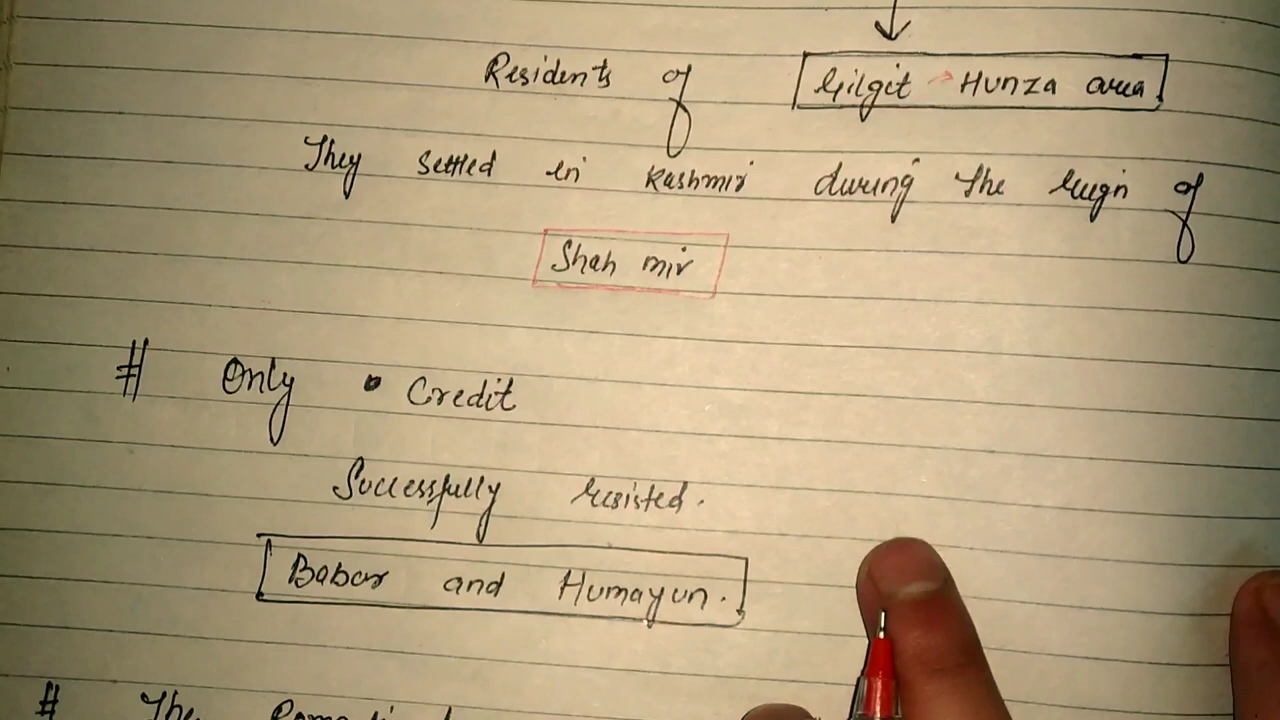 Residents of Gilgit → Hunza area
They settled in Kashmir during the reign of
Shah mir
# Only • Credit
Successfully resisted.
Babar and Humayun.
# The